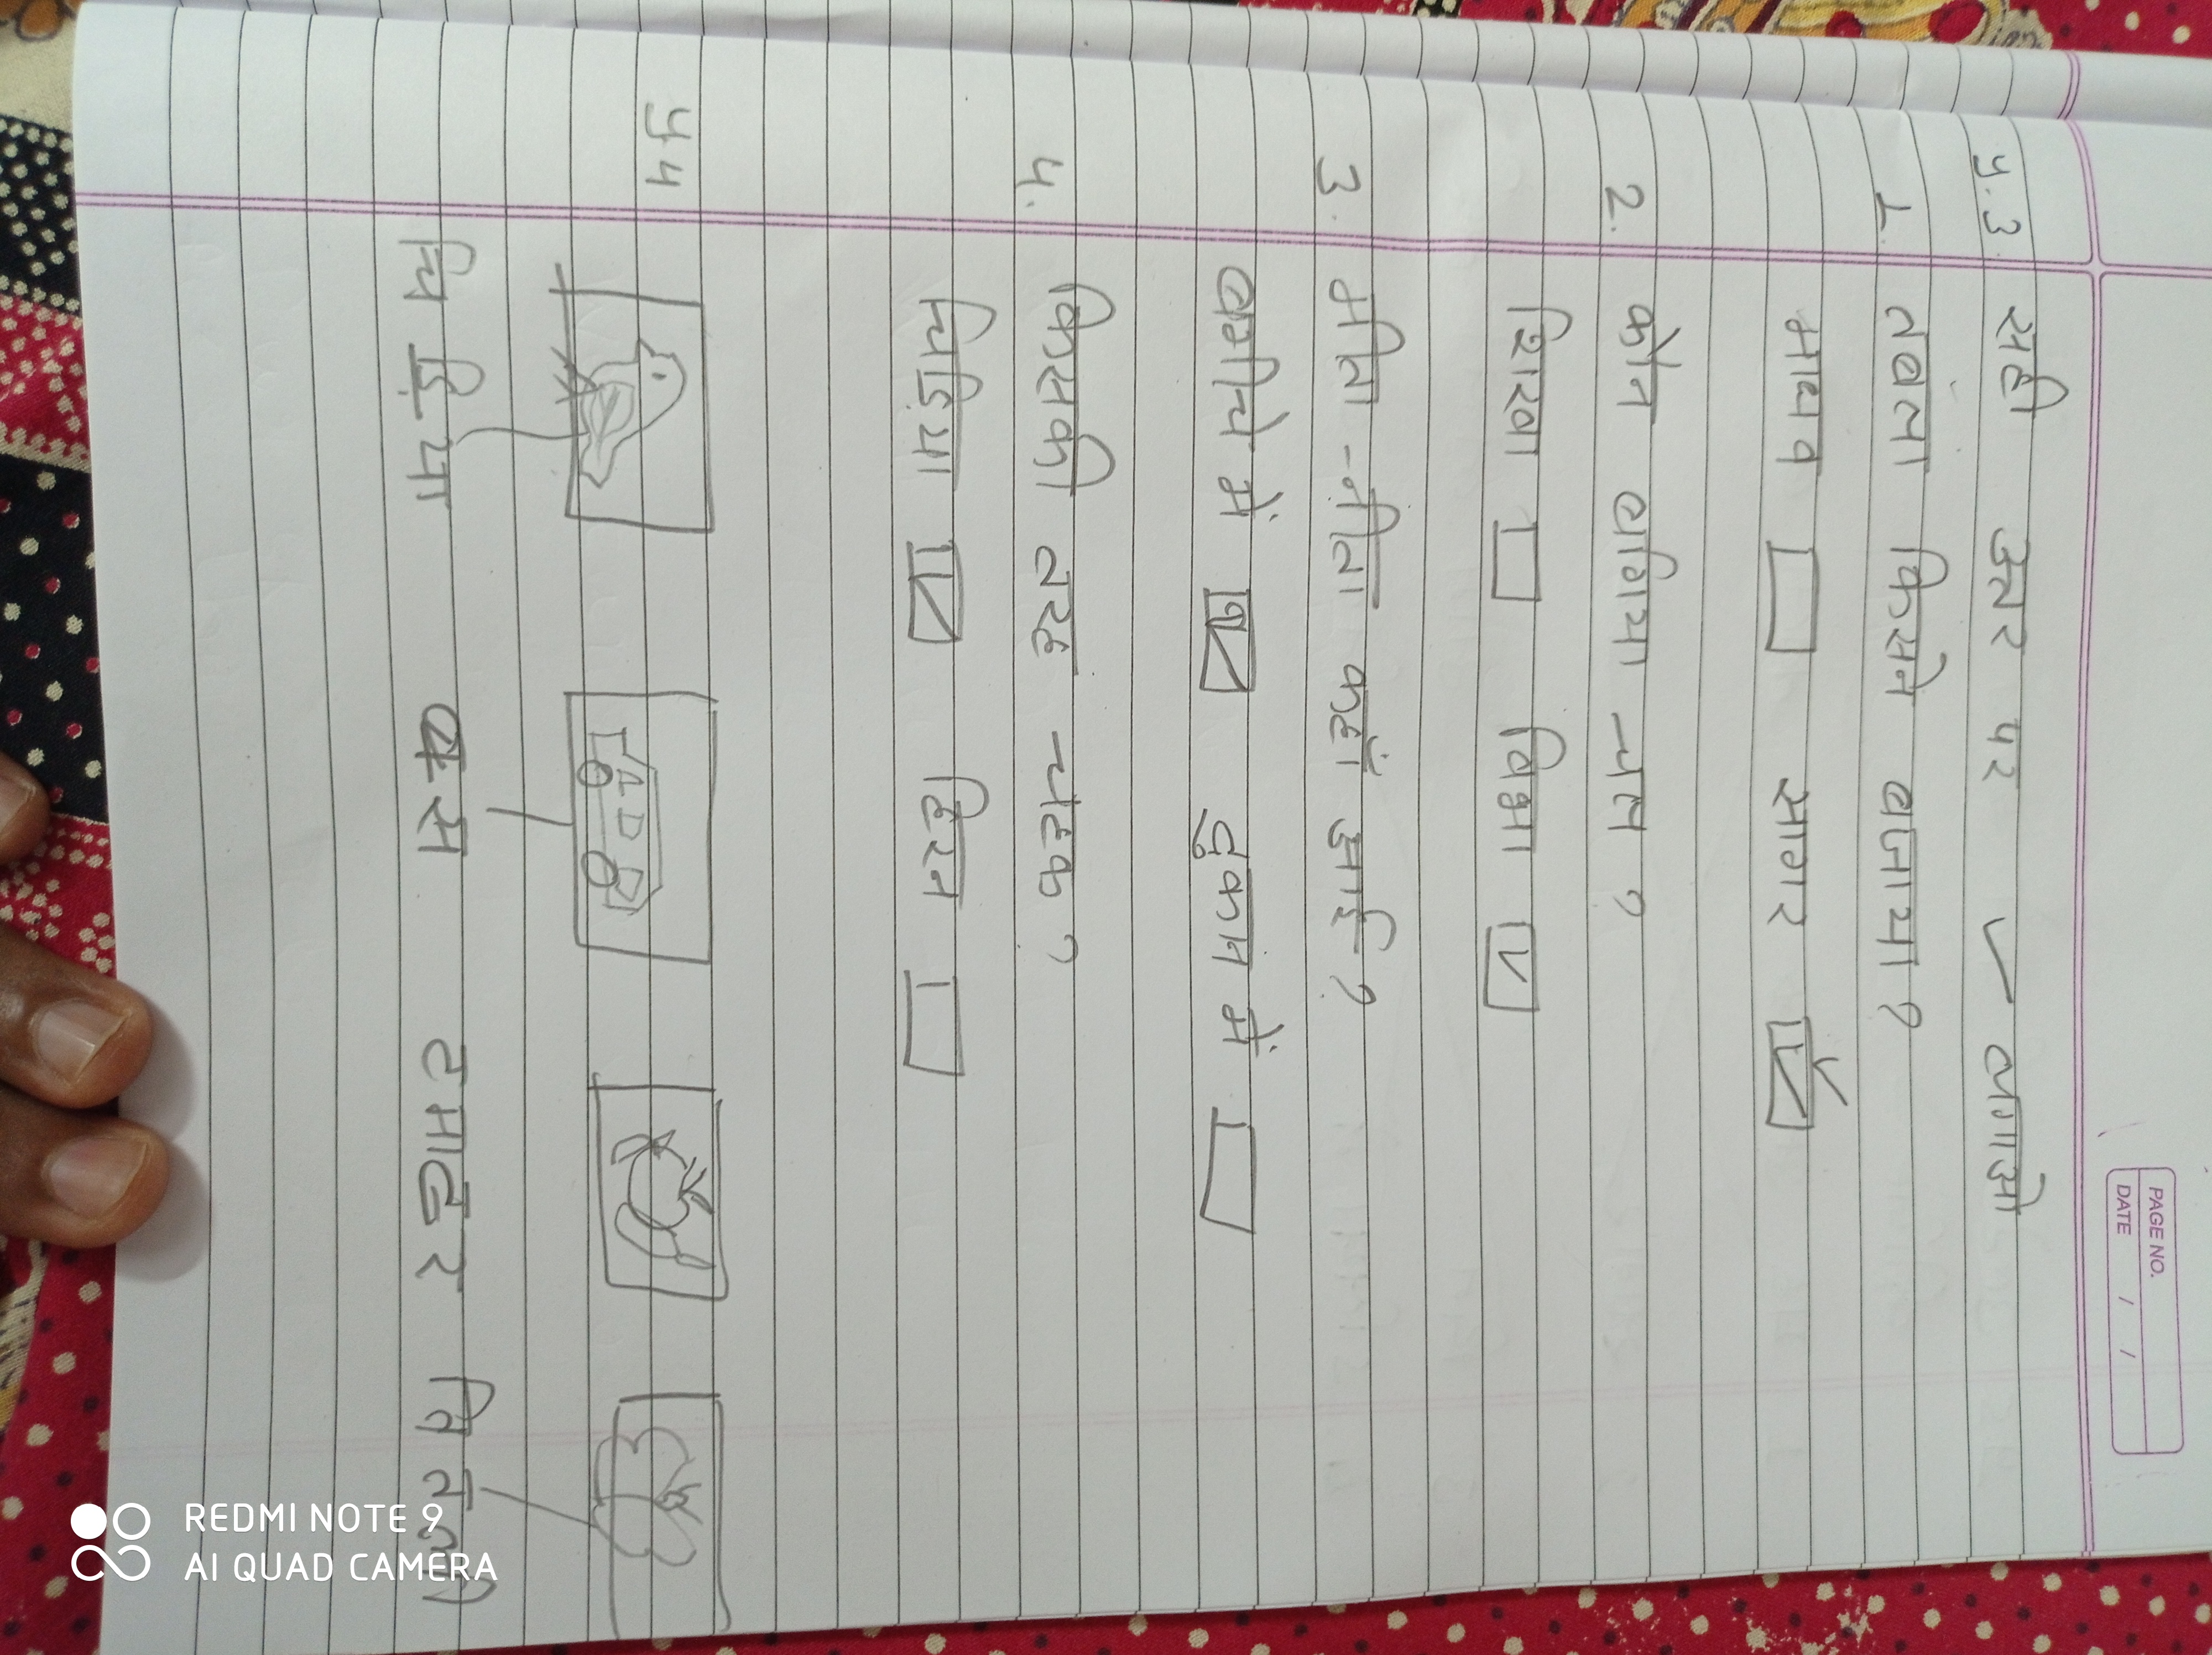 PAGE NO.
DATE / /
प्र.3 सही उत्तर पर ✓ लगाओ
1. तबला किसने बजाया?
माधव सागर ✓
2. कौन बगिया चल?
शिखा विभा ✓
3. मीता-नीता कहाँ आई?
बगीचे में ✓ दुकान में
4. किसकी तरह चहक?
चिड़िया ✓ हिरन
प्र4
चिड़िया बस टमाटर तितली
REDMI NOTE 9
AI QUAD CAMERA